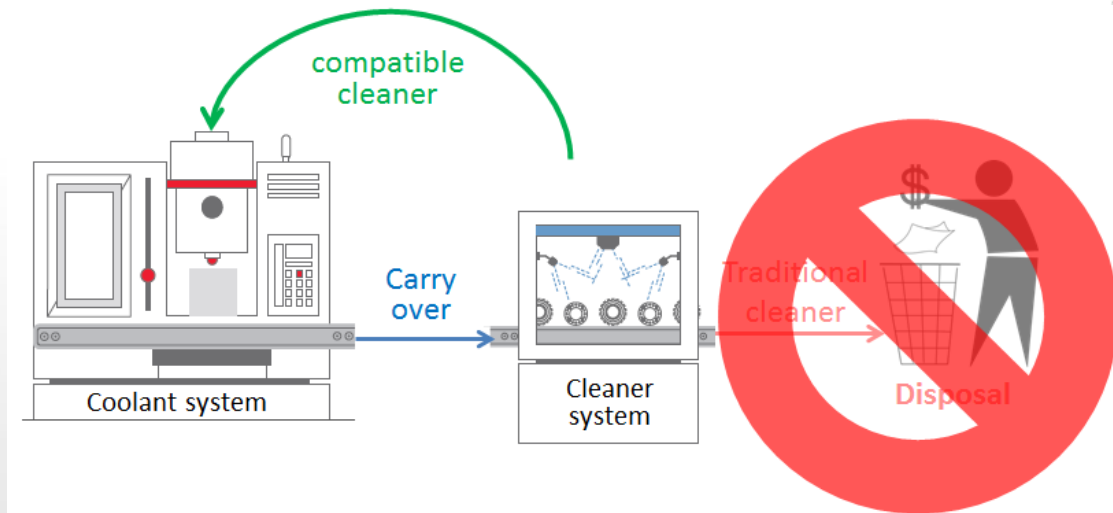 compatible
cleaner
$
Carry
over
Traditional
cleaner
Coolant system
Cleaner
system
Disposal